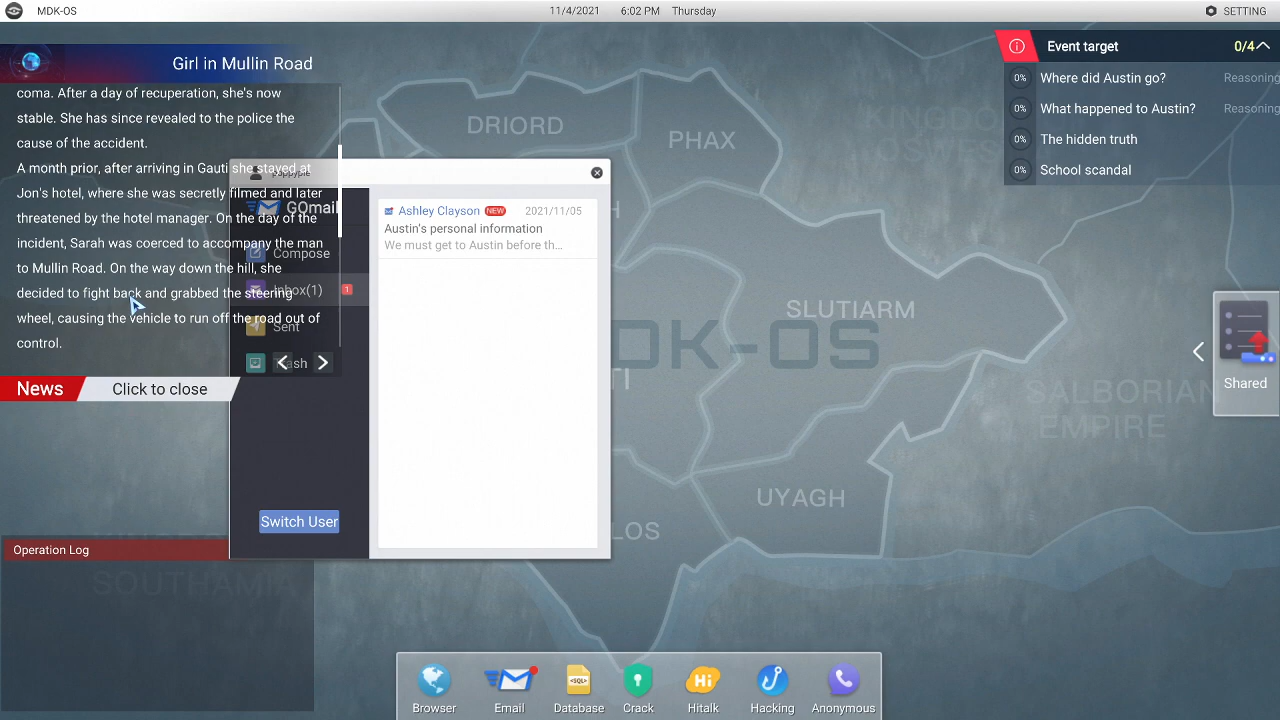 MDK-OS
11/4/2021 6:02 PM Thursday
SETTING
Girl in Mullin Road
coma. After a day of recuperation, she's now
stable. She has since revealed to the police the
cause of the accident.
A month prior, after arriving in Gauti she stayed at
Jon's hotel, where she was secretly filmed and later
threatened by the hotel manager. On the day of the
incident, Sarah was coerced to accompany the man
to Mullin Road. On the way down the hill, she
decided to fight back and grabbed the steering
wheel, causing the vehicle to run off the road out of
control.
News
Click to close
GQmail
Compose
Inbox(1)
1
Sent
Switch User
Ashley Clayson NEW 2021/11/05
Austin's personal information
We must get to Austin before th...
Event target 0/4
0% Where did Austin go? Reasoning
0% What happened to Austin? Reasoning
0% The hidden truth
0% School scandal
DRIORD
PHAX
SLUTIARM
DK-OS
SALBORIAN
EMPIRE
UYAGH
LOS
Shared
Operation Log
SOUTHAMIA
Browser
Email
<SQL>
Database
Crack
Hi
Hitalk
Hacking
Anonymous